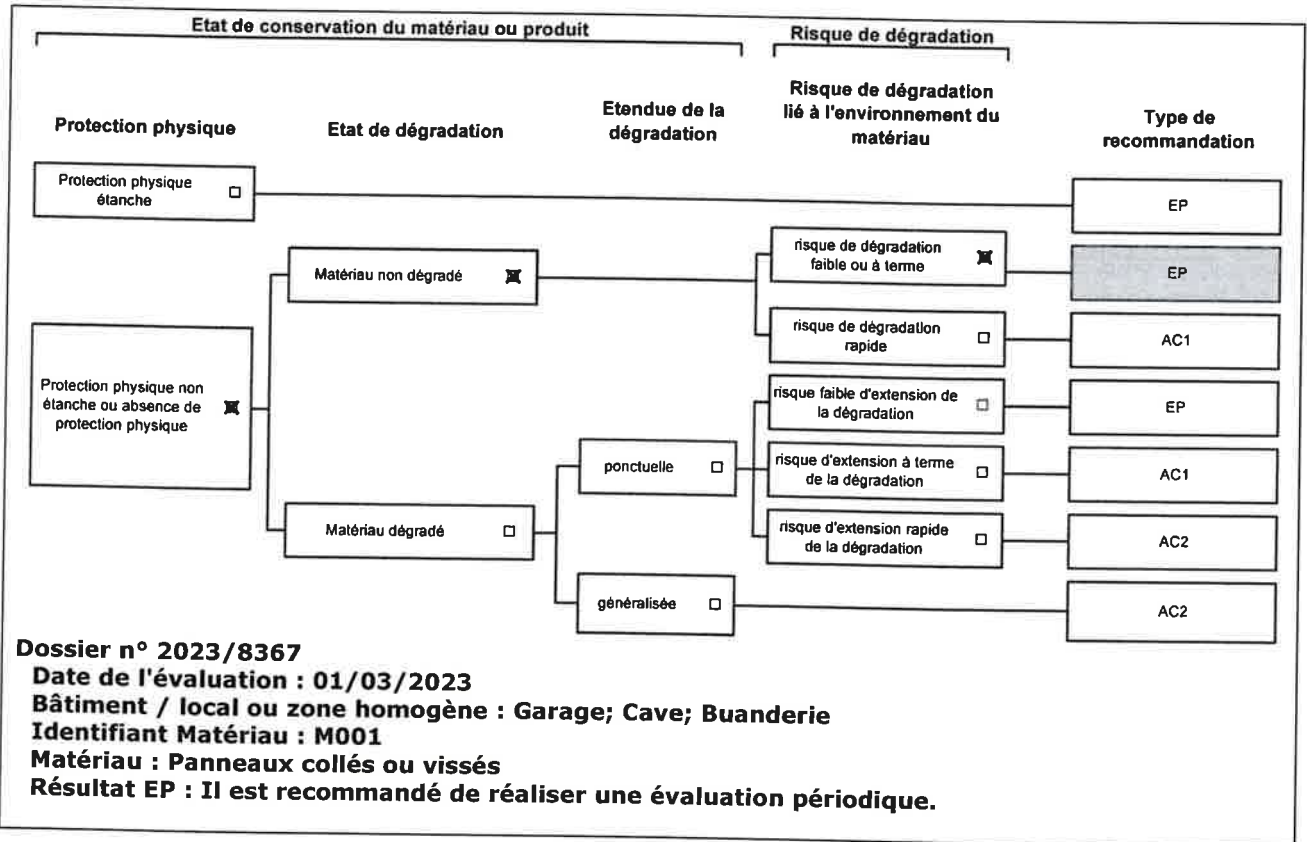 Etat de conservation du matériau ou produit
Risque de dégradation
Protection physique
Etat de dégradation
Etendue de la
dégradation
Risque de dégradation
lié à l'environnement du
matériau
Type de
recommandation
Protection physique
étanche
EP
Matériau non dégradé
risque de dégradation
faible ou à terme
EP
risque de dégradation
rapide
AC1
Protection physique non
étanche ou absence de
protection physique
risque faible d'extension de
la dégradation
EP
ponctuelle
risque d'extension à terme
de la dégradation
AC1
Matériau dégradé
risque d'extension rapide
de la dégradation
AC2
généralisée
AC2
Dossier n° 2023/8367
Date de l'évaluation : 01/03/2023
Bâtiment / local ou zone homogène : Garage; Cave; Buanderie
Identifiant Matériau : M001
Matériau : Panneaux collés ou vissés
Résultat EP : Il est recommandé de réaliser une évaluation périodique.